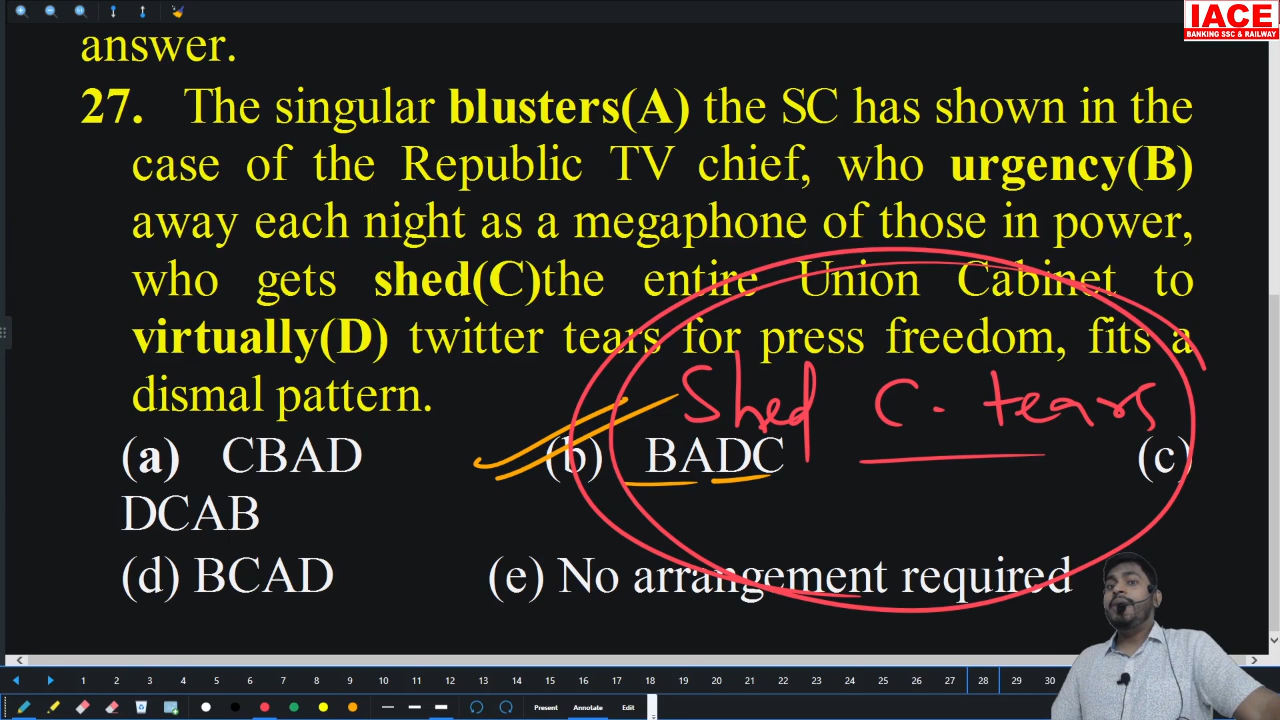 IACE
BANKING SSC & RAILWAY
answer.
27. The singular blusters(A) the SC has shown in the
case of the Republic TV chief, who urgency(B)
away each night as a megaphone of those in power,
who gets shed(C)the entire Union Cabinet to
virtually(D) twitter tears for press freedom, fits a
dismal pattern.
Shed C. tears
(a) CBAD (b) BADC (c)
DCAB
(d) BCAD (e) No arrangement required
1 2 3 4 5 6 7 8 9 10 11 12 13 14 15 16 17 18 19 20 21 22 23 24 25 26 27 28 29 30
Present Annotate Edit